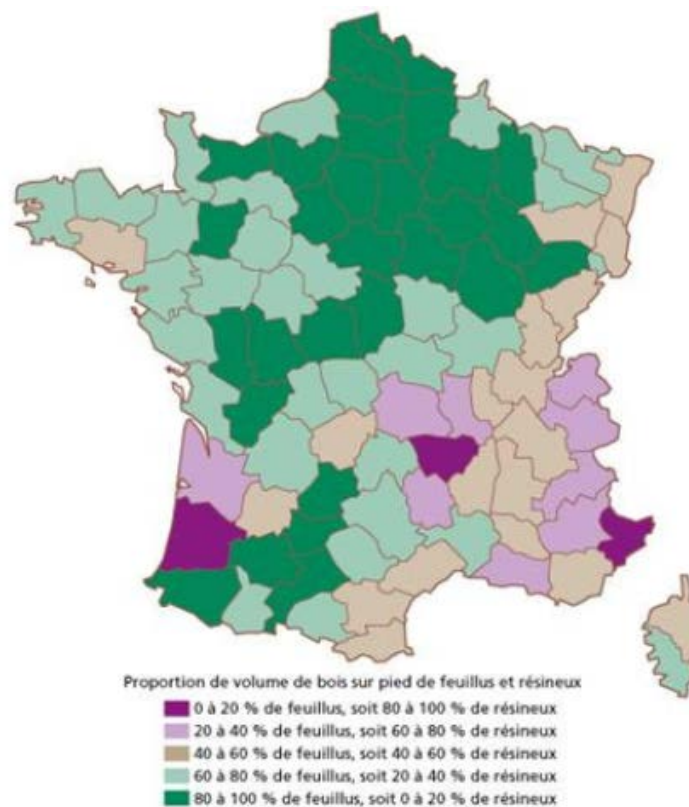 Proportion de volume de bois sur pied de feuillus et résineux
0 à 20 % de feuillus, soit 80 à 100 % de résineux
20 à 40 % de feuillus, soit 60 à 80 % de résineux
40 à 60 % de feuillus, soit 40 à 60 % de résineux
60 à 80 % de feuillus, soit 20 à 40 % de résineux
80 à 100 % de feuillus, soit 0 à 20 % de résineux